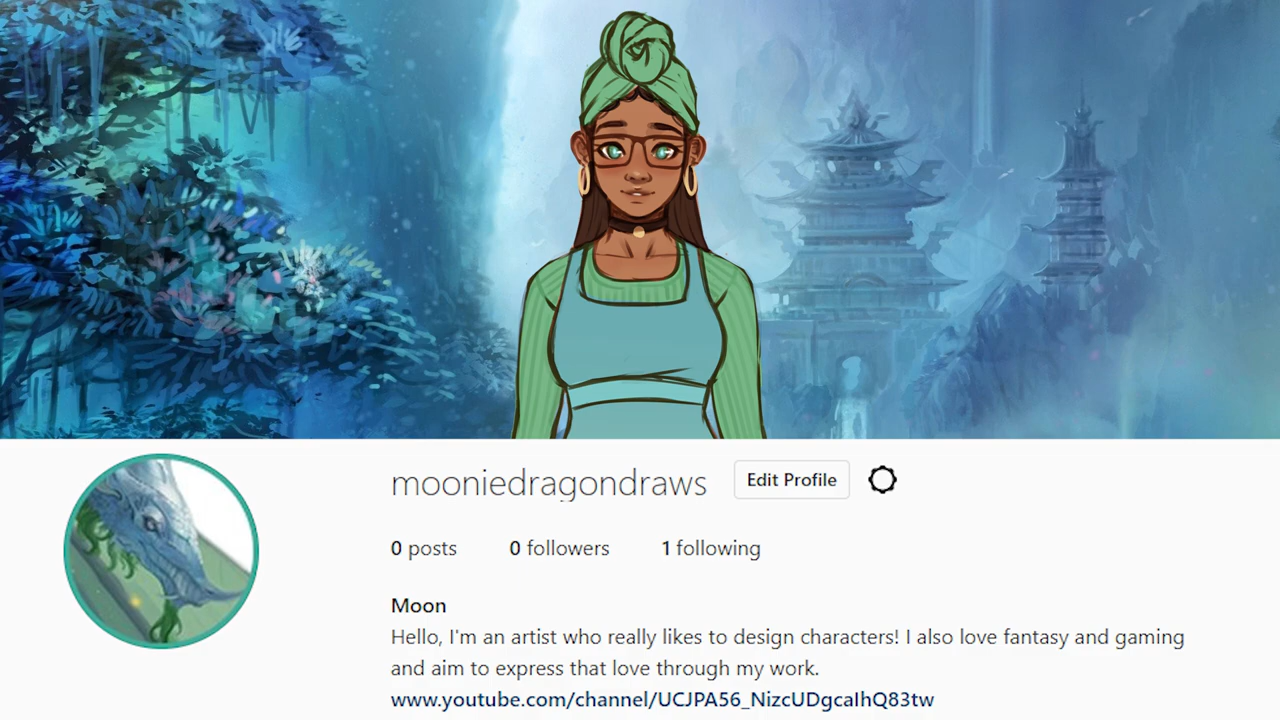 mooniedragondraws Edit Profile
0 posts 0 followers 1 following
Moon
Hello, I'm an artist who really likes to design characters! I also love fantasy and gaming
and aim to express that love through my work.
www.youtube.com/channel/UCJPA56_NizcUDgcaIhQ83tw